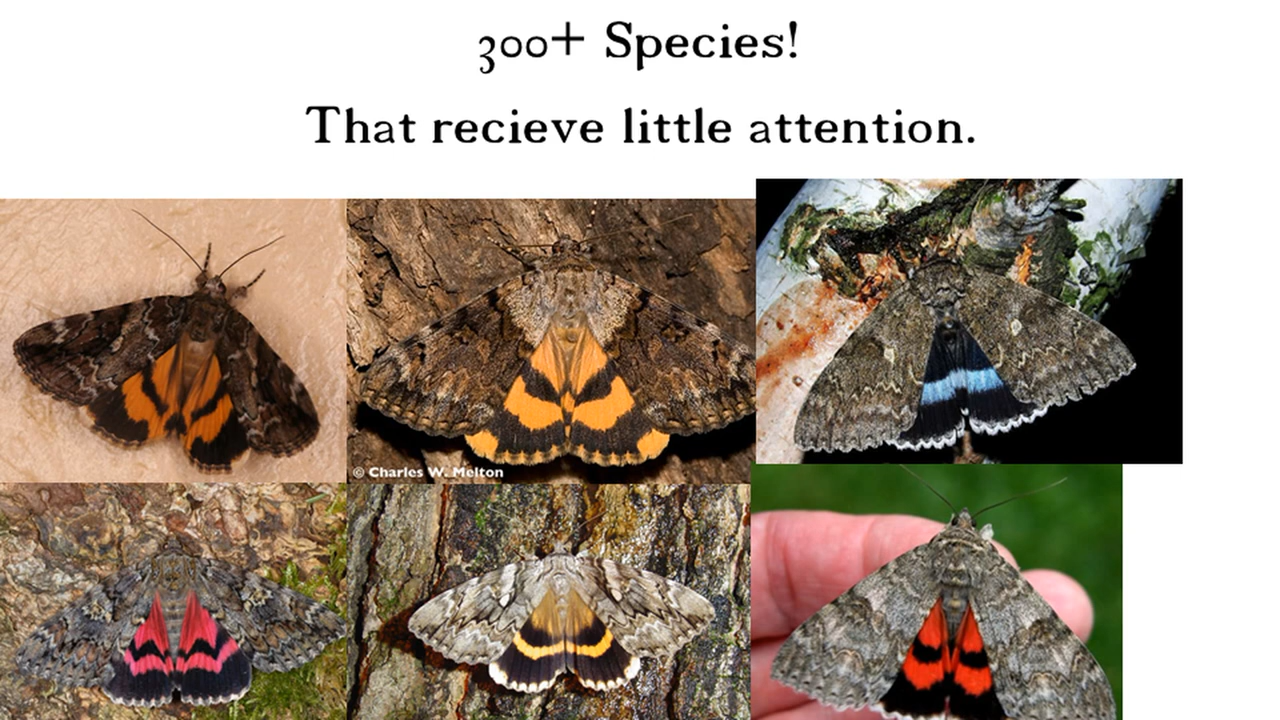 300+ Species!
That recieve little attention.
© Charles W. Melton